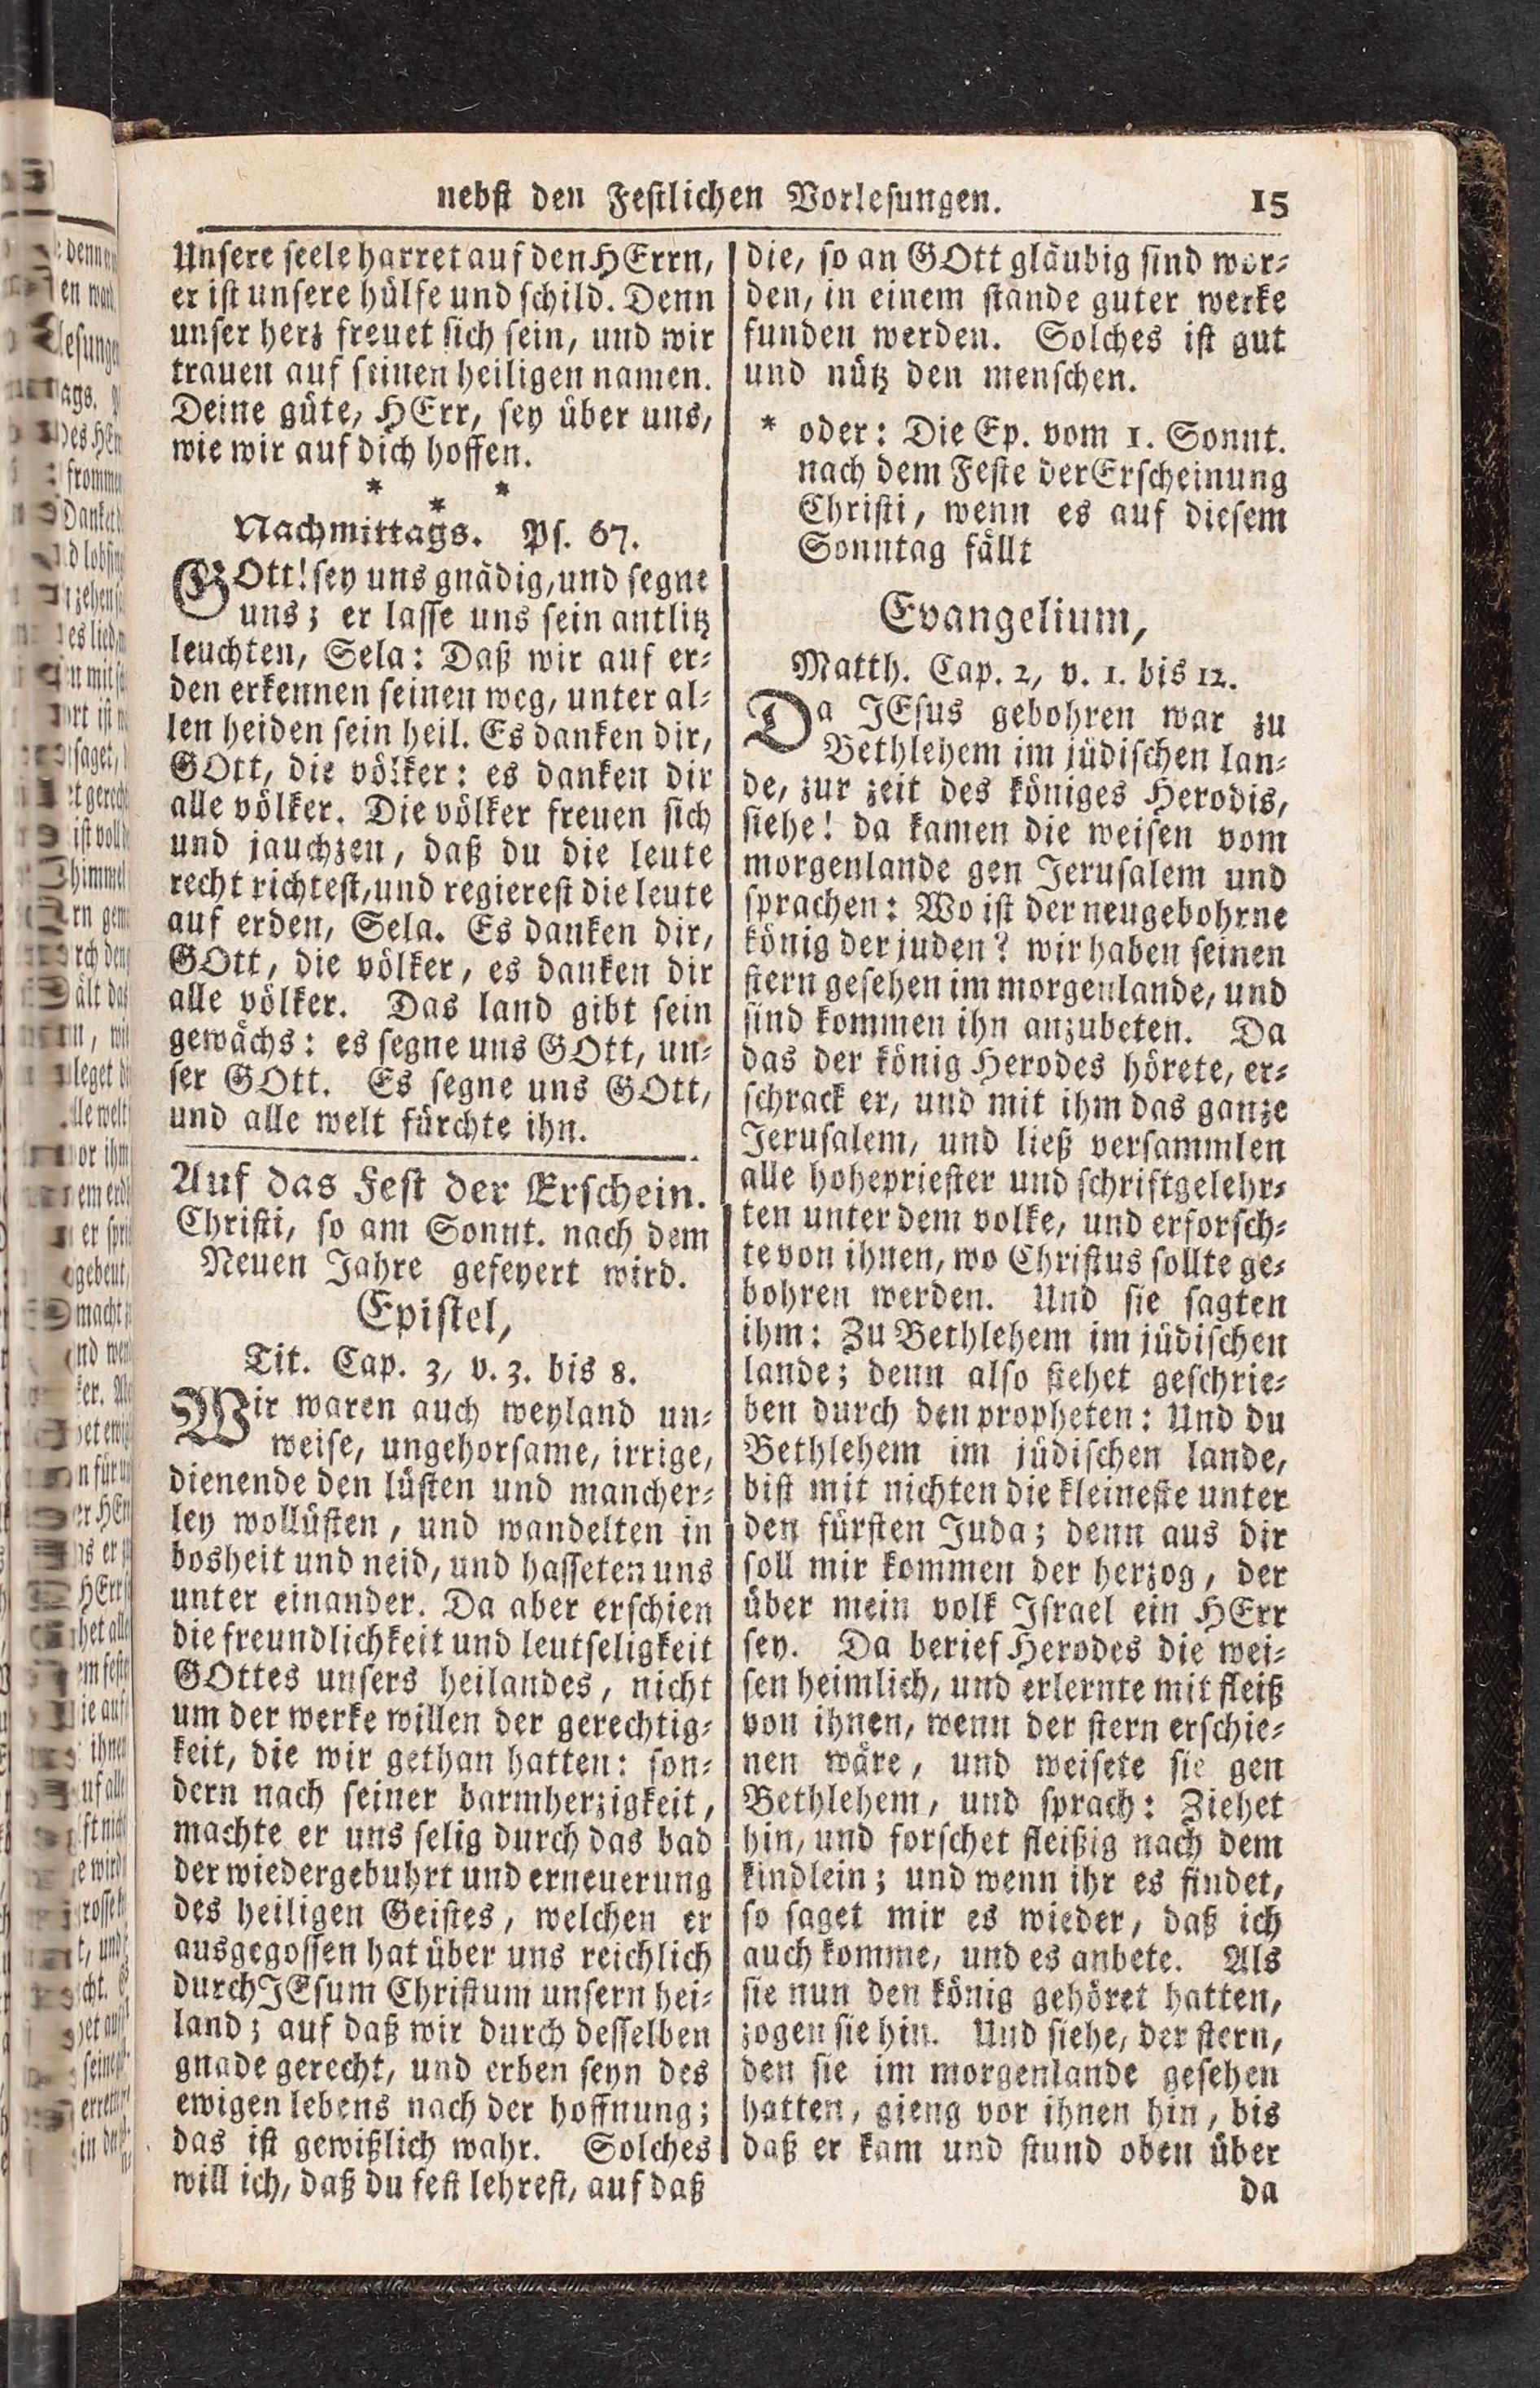 nebst den Festlichen Vorlesungen. 15
Unsere seele harret auf den HErrn,
er ist unsere hülfe und schild. Denn
unser herz freuet sich sein, und wir
trauen auf seinen heiligen namen.
Deine güte, HErr, sey über uns,
wie wir auf dich hoffen.
* * *
Nachmittags. Ps. 67.
GOtt! sey uns gnädig, und segne
uns; er lasse uns sein antlitz
leuchten, Sela: Daß wir auf er-
den erkennen seinen weg, unter al-
len heiden sein heil. Es danken dir,
GOtt, die völker: es danken dir
alle völker. Die völker freuen sich
und jauchzen, daß du die leute
recht richtest, und regierest die leute
auf erden, Sela. Es danken dir,
GOtt, die völker, es danken dir
alle völker. Das land gibt sein
gewächs: es segne uns GOtt, un-
ser GOtt. Es segne uns GOtt,
und alle welt fürchte ihn.
Auf das Fest der Erschein.
Christi, so am Sonnt. nach dem
Neuen Jahre gefeyert wird.
Epistel,
Tit. Cap. 3, v. 3. bis 8.
Wir waren auch weyland un-
weise, ungehorsame, irrige,
dienende den lüsten und mancher-
ley wollüsten, und wandelten in
bosheit und neid, und hasseten uns
unter einander. Da aber erschien
die freundlichkeit und leutseligkeit
GOttes unsers heilandes, nicht
um der werke willen der gerechtig-
keit, die wir gethan hatten: son-
dern nach seiner barmherzigkeit,
machte er uns selig durch das bad
der wiedergebuhrt und erneuerung
des heiligen Geistes, welchen er
ausgegossen hat über uns reichlich
durch JEsum Christum unsern hei-
land; auf daß wir durch desselben
gnade gerecht, und erben seyn des
ewigen lebens nach der hoffnung;
das ist gewißlich wahr. Solches
will ich, daß du fest lehrest, auf daß
die, so an GOtt gläubig sind wor-
den, in einem stande guter werke
funden werden. Solches ist gut
und nütz den menschen.
* oder: Die Ep. vom 1. Sonnt.
nach dem Feste der Erscheinung
Christi, wenn es auf diesem
Sonntag fällt
Evangelium,
Matth. Cap. 2, v. 1. bis 12.
Da JEsus gebohren war zu
Bethlehem im jüdischen lan-
de, zur zeit des königes Herodis,
siehe! da kamen die weisen vom
morgenlande gen Jerusalem und
sprachen: Wo ist der neugebohrne
könig der juden? wir haben seinen
stern gesehen im morgenlande, und
sind kommen ihn anzubeten. Da
das der könig Herodes hörete, er-
schrack er, und mit ihm das ganze
Jerusalem, und ließ versammlen
alle hohepriester und schriftgelehr-
ten unter dem volke, und erforsch-
te von ihnen, wo Christus sollte ge-
bohren werden. Und sie sagten
ihm: Zu Bethlehem im jüdischen
lande; denn also stehet geschrie-
ben durch den propheten: Und du
Bethlehem im jüdischen lande,
bist mit nichten die kleineste unter
den fürsten Juda; denn aus dir
soll mir kommen der herzog, der
über mein volk Israel ein HErr
sey. Da berief Herodes die wei-
sen heimlich, und erlernte mit fleiß
von ihnen, wenn der stern erschie-
nen wäre, und weisete sie gen
Bethlehem, und sprach: Ziehet
hin, und forschet fleißig nach dem
kindlein; und wenn ihr es findet,
so saget mir es wieder, daß ich
auch komme, und es anbete. Als
sie nun den könig gehöret hatten,
zogen sie hin. Und siehe, der stern,
den sie im morgenlande gesehen
hatten, gieng vor ihnen hin, bis
daß er kam und stund oben über
da